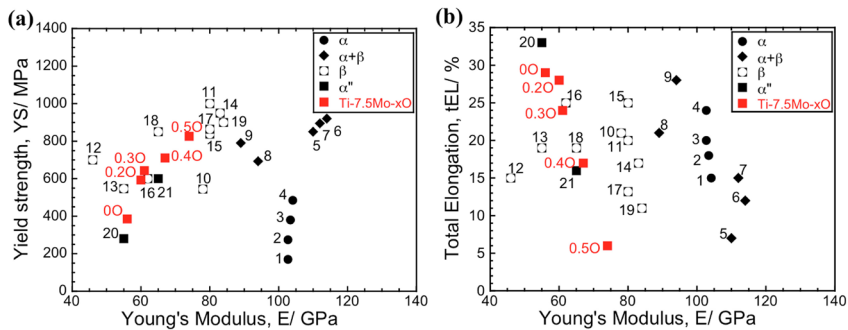 (a)
1400
1200
1000
800
600
400
200
0
40 60 80 100 120 140
Yield strength, YS/ MPa
Young's Modulus, E/ GPa
α
α+β
β
α"
Ti-7.5Mo-xO
11
14
18
17
19
0.5O
15
12
0.3O
0.4O
0.2O
13
16
21
10
0O
20
9
8
5
7
6
4
3
2
1
(b)
35
30
25
20
15
10
5
0
40 60 80 100 120 140
Total Elongation, tEL/ %
Young's Modulus, E/ GPa
α
α+β
β
α"
Ti-7.5Mo-xO
20
0O
0.2O
0.3O
16
15
9
4
13
18
10
11
8
3
12
0.4O
21
14
2
1
7
17
19
6
5
0.5O